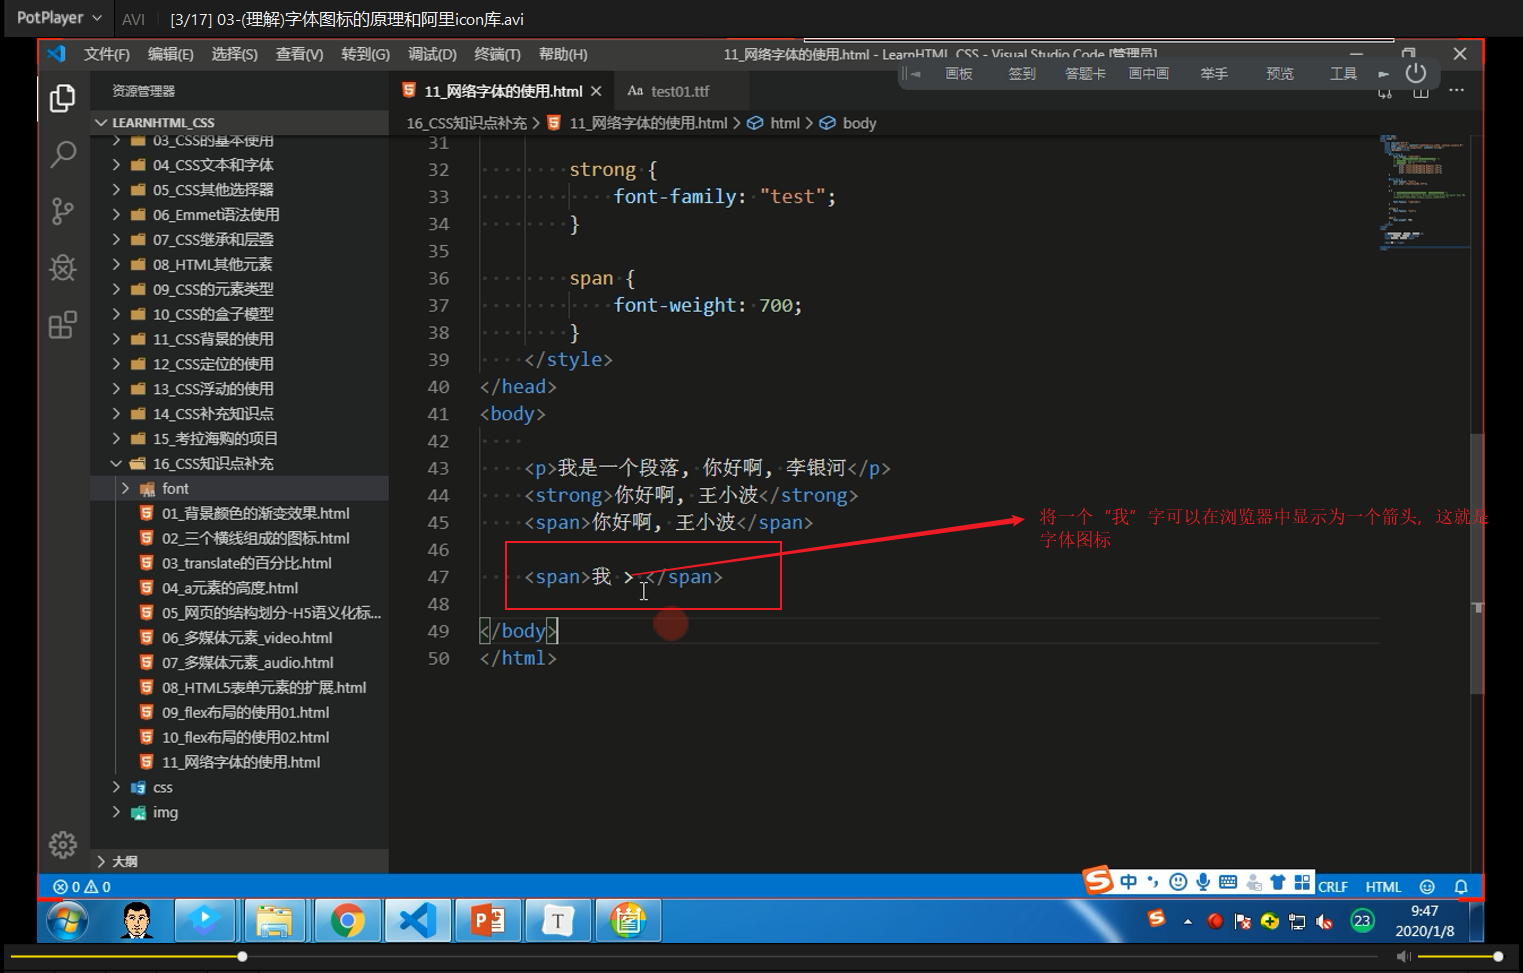 PotPlayer AVI [3/17] 03-(理解)字体图标的原理和阿里icon库.avi
文件(F) 编辑(E) 选择(S) 查看(V) 转到(G) 调试(D) 终端(T) 帮助(H) 11_网络字体的使用.html - LearnHTML_CSS - Visual Studio Code [管理员]
画板 签到 答题卡 画中画 举手 预览 工具
资源管理器
11_网络字体的使用.html
Aa test01.ttf
LEARNHTML_CSS
16_CSS知识点补充 > 11_网络字体的使用.html > html > body
03_CSS的基本使用
04_CSS文本和字体
05_CSS其他选择器
06_Emmet语法使用
07_CSS继承和层叠
08_HTML其他元素
09_CSS的元素类型
10_CSS的盒子模型
11_CSS背景的使用
12_CSS定位的使用
13_CSS浮动的使用
14_CSS补充知识点
15_考拉海购的项目
16_CSS知识点补充
font
01_背景颜色的渐变效果.html
02_三个横线组成的图标.html
03_translate的百分比.html
04_a元素的高度.html
05_网页的结构划分-H5语义化标...
06_多媒体元素_video.html
07_多媒体元素_audio.html
08_HTML5表单元素的扩展.html
09_flex布局的使用01.html
10_flex布局的使用02.html
11_网络字体的使用.html
css
img
大纲
31
32 strong {
33 font-family: "test";
34 }
35
36 span {
37 font-weight: 700;
38 }
39 </style>
40 </head>
41 <body>
42
43 <p>我是一个段落, 你好啊, 李银河</p>
44 <strong>你好啊, 王小波</strong>
45 <span>你好啊, 王小波</span>
46
47 <span>我 > </span>
48
49 </body>
50 </html>
将一个“我”字可以在浏览器中显示为一个箭头, 这就是
字体图标
0 0
中
CRLF HTML
T
23
9:47
2020/1/8